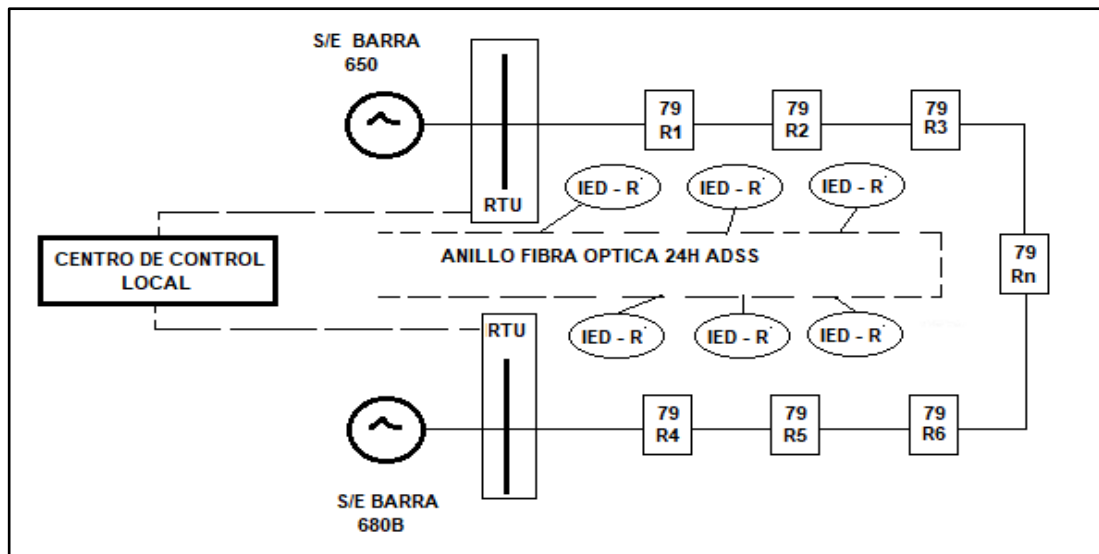 S/E BARRA
650
79
R1
79
R2
79
R3
IED - R
IED - R
IED - R
RTU
CENTRO DE CONTROL
LOCAL
ANILLO FIBRA OPTICA 24H ADSS
79
Rn
RTU
IED - R
IED - R
IED - R
79
R4
79
R5
79
R6
S/E BARRA
680B